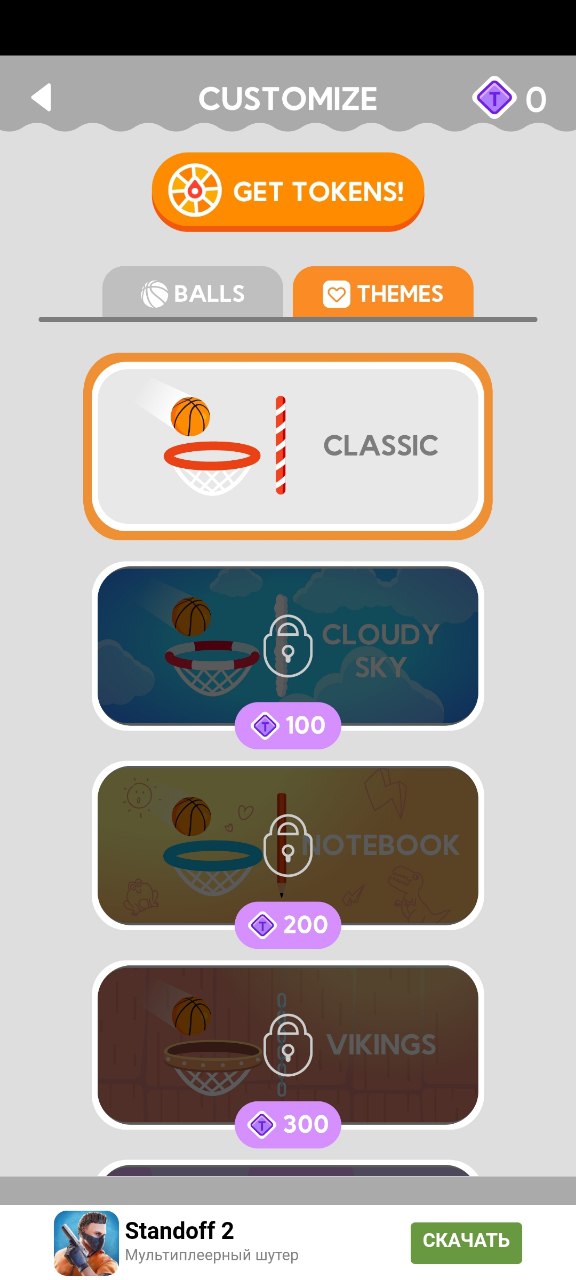 CUSTOMIZE
T 0
GET TOKENS!
BALLS
THEMES
CLASSIC
CLOUDY
SKY
T 100
NOTEBOOK
T 200
VIKINGS
T 300
Standoff 2
Мультиплеерный шутер
СКАЧАТЬ